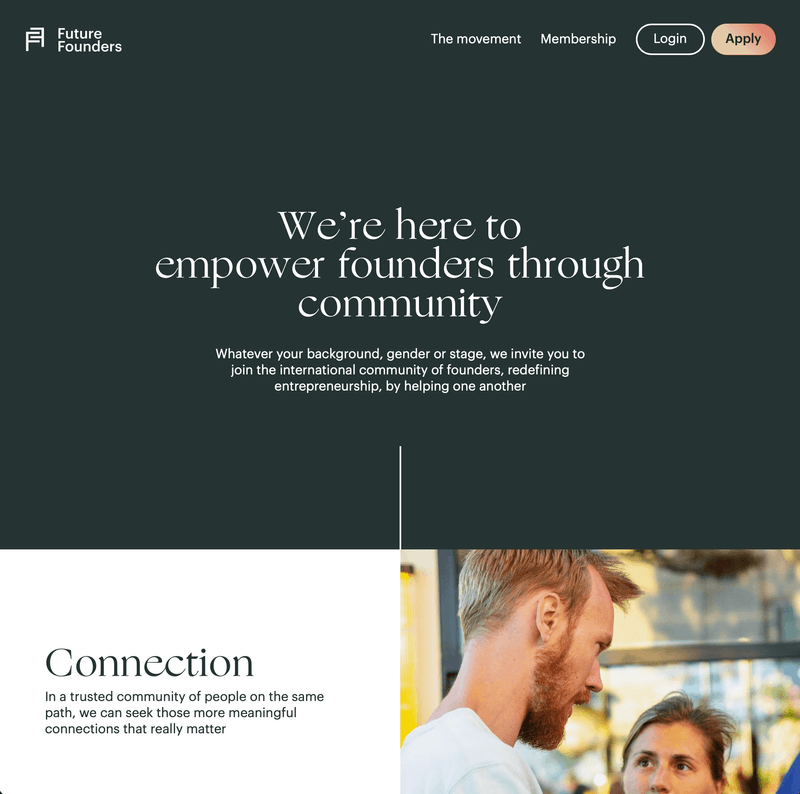 Future
Founders
The movement
Membership
Login
Apply
We’re here to
empower founders through
community
Whatever your background, gender or stage, we invite you to
join the international community of founders, redefining
entrepreneurship, by helping one another
Connection
In a trusted community of people on the same
path, we can seek those more meaningful
connections that really matter